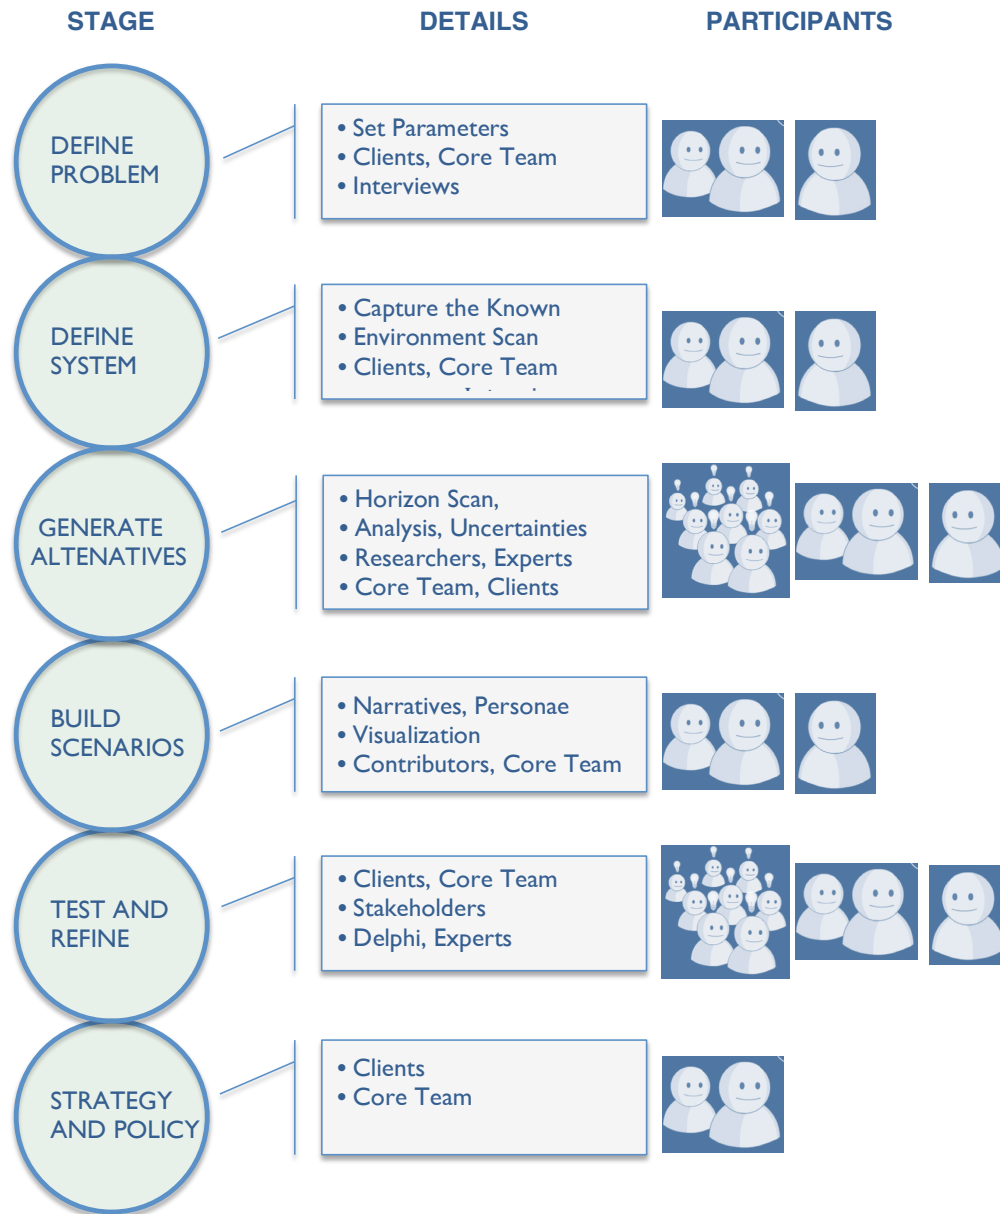 STAGE DETAILS PARTICIPANTS
DEFINE
PROBLEM
• Set Parameters
• Clients, Core Team
• Interviews
DEFINE
SYSTEM
• Capture the Known
• Environment Scan
• Clients, Core Team
GENERATE
ALTENATIVES
• Horizon Scan,
• Analysis, Uncertainties
• Researchers, Experts
• Core Team, Clients
BUILD
SCENARIOS
• Narratives, Personae
• Visualization
• Contributors, Core Team
TEST AND
REFINE
• Clients, Core Team
• Stakeholders
• Delphi, Experts
STRATEGY
AND POLICY
• Clients
• Core Team